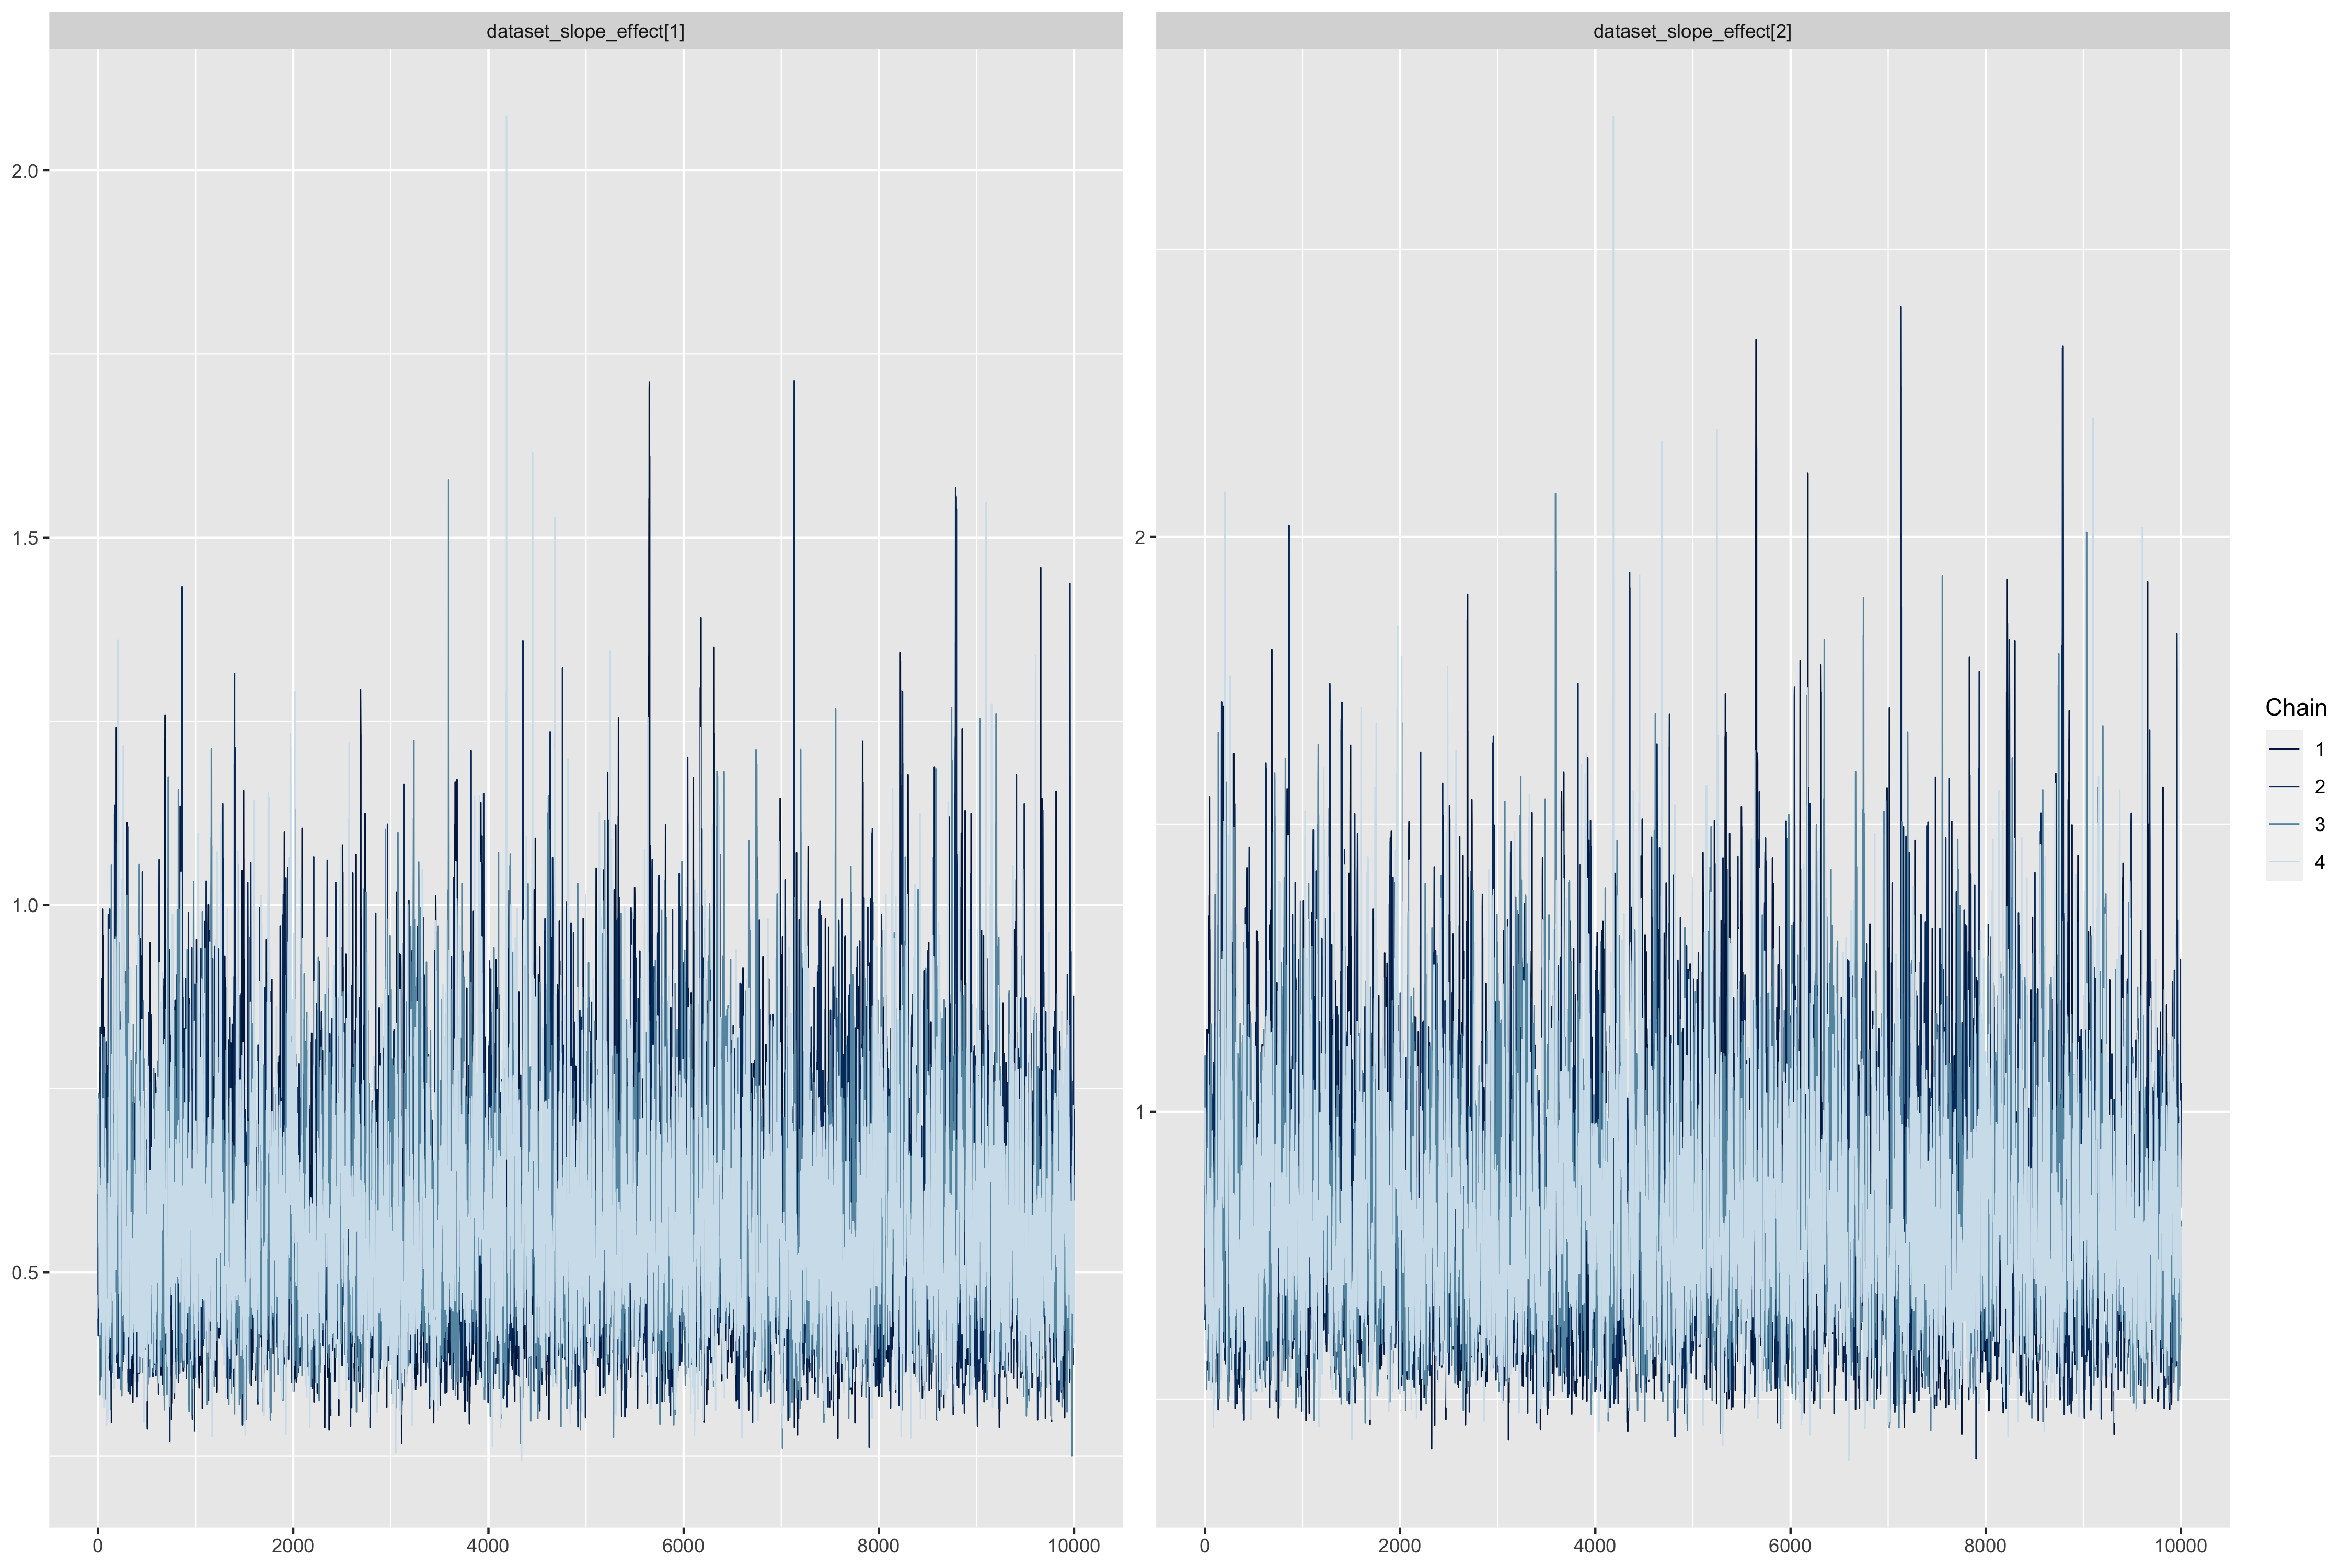 dataset_slope_effect[1]
dataset_slope_effect[2]
2.0
1.5
1.0
0.5
2
1
0 2000 4000 6000 8000 10000
0 2000 4000 6000 8000 10000
Chain
1
2
3
4